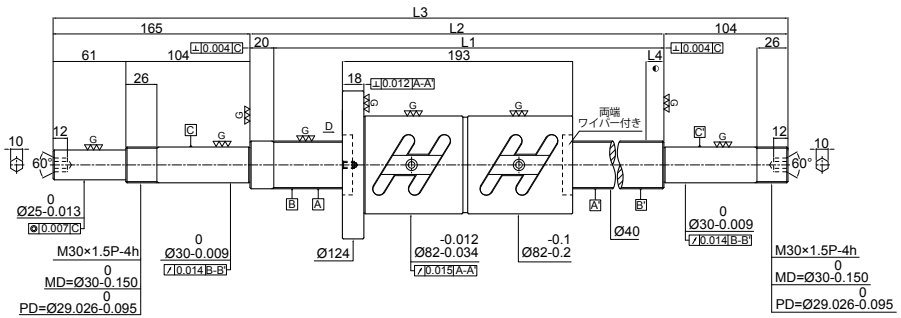 L3
165
L2
104
⊥ 0.004 C
20
L1
⊥ 0.004 C
26
61
104
193
L4
26
18
⊥ 0.012 A-A'
G
G
G
G
両端
ワイパー付き
10
12
G
C
G
G
D
C'
G
12
10
60°
60°
B
A
A'
B'
0
Ø25-0.013
◎ 0.007 C
0
Ø30-0.009
↗ 0.014 B-B'
Ø124
-0.012
Ø82-0.034
↗ 0.015 A-A'
-0.1
Ø82-0.2
Ø40
0
Ø30-0.009
↗ 0.014 B-B'
M30×1.5P-4h
0
MD=Ø30-0.150
0
PD=Ø29.026-0.095
M30×1.5P-4h
0
MD=Ø30-0.150
0
PD=Ø29.026-0.095